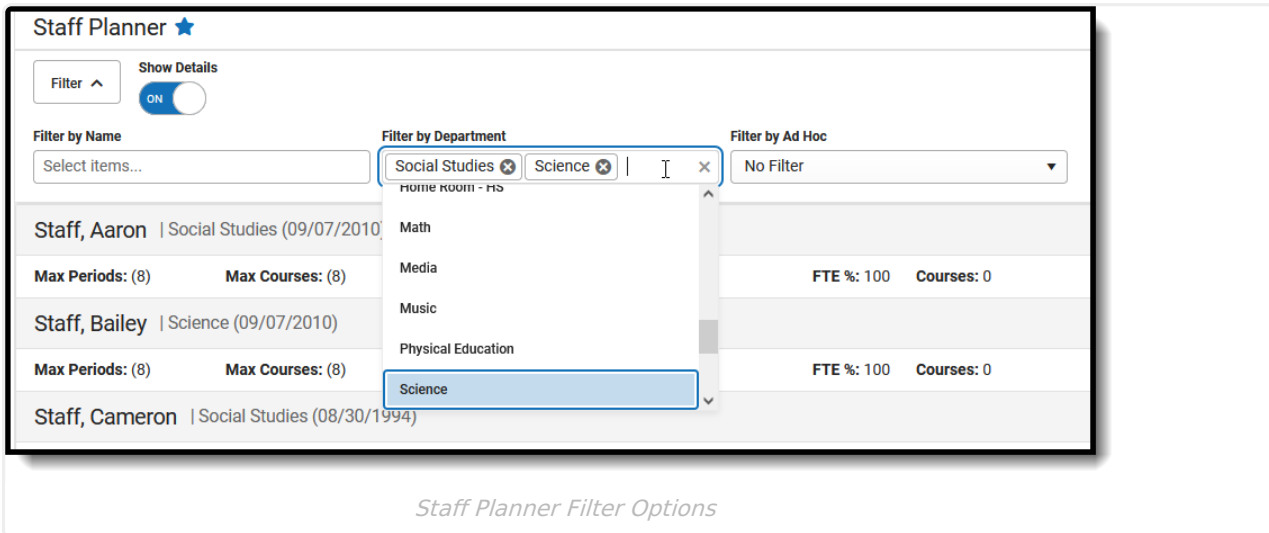 Staff Planner
Filter
Show Details
ON
Filter by Name
Filter by Department
Filter by Ad Hoc
Select items...
Social Studies
Science
No Filter
Home Room - HS
Math
Media
Music
Physical Education
Science
Staff, Aaron | Social Studies (09/07/2010)
Max Periods: (8) Max Courses: (8) FTE %: 100 Courses: 0
Staff, Bailey | Science (09/07/2010)
Max Periods: (8) Max Courses: (8) FTE %: 100 Courses: 0
Staff, Cameron | Social Studies (08/30/1994)
Staff Planner Filter Options